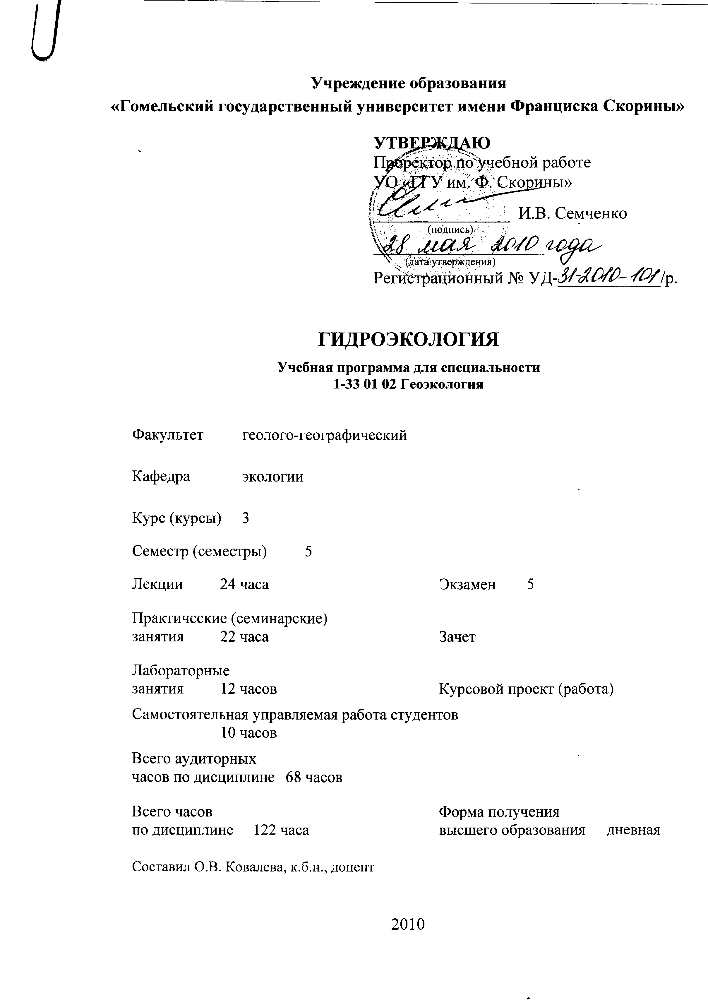 Учреждение образования
«Гомельский государственный университет имени Франциска Скорины»
УТВЕРЖДАЮ
Проректор по учебной работе
УО «ГГУ им. Ф. Скорины»
И.В. Семченко
(подпись)
28 мая 2010 года
(дата утверждения)
Регистрационный № УД-31-2010-101/р.
ГИДРОЭКОЛОГИЯ
Учебная программа для специальности
1-33 01 02 Геоэкология
Факультет геолого-географический
Кафедра экологии
Курс (курсы) 3
Семестр (семестры) 5
Лекции 24 часа Экзамен 5
Практические (семинарские)
занятия 22 часа Зачет
Лабораторные
занятия 12 часов Курсовой проект (работа)
Самостоятельная управляемая работа студентов
10 часов
Всего аудиторных
часов по дисциплине 68 часов
Всего часов Форма получения
по дисциплине 122 часа высшего образования дневная
Составил О.В. Ковалева, к.б.н., доцент
2010